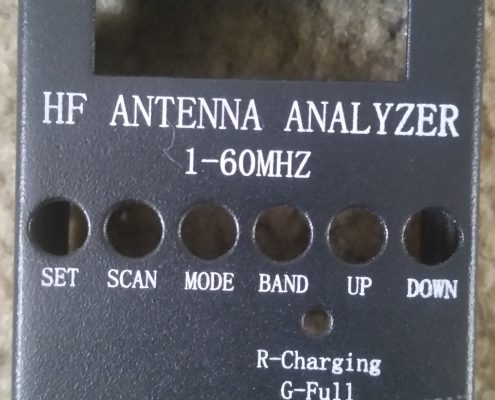 HF ANTENNA ANALYZER
1-60MHZ
SET SCAN MODE BAND UP DOWN
R-Charging
G-Full